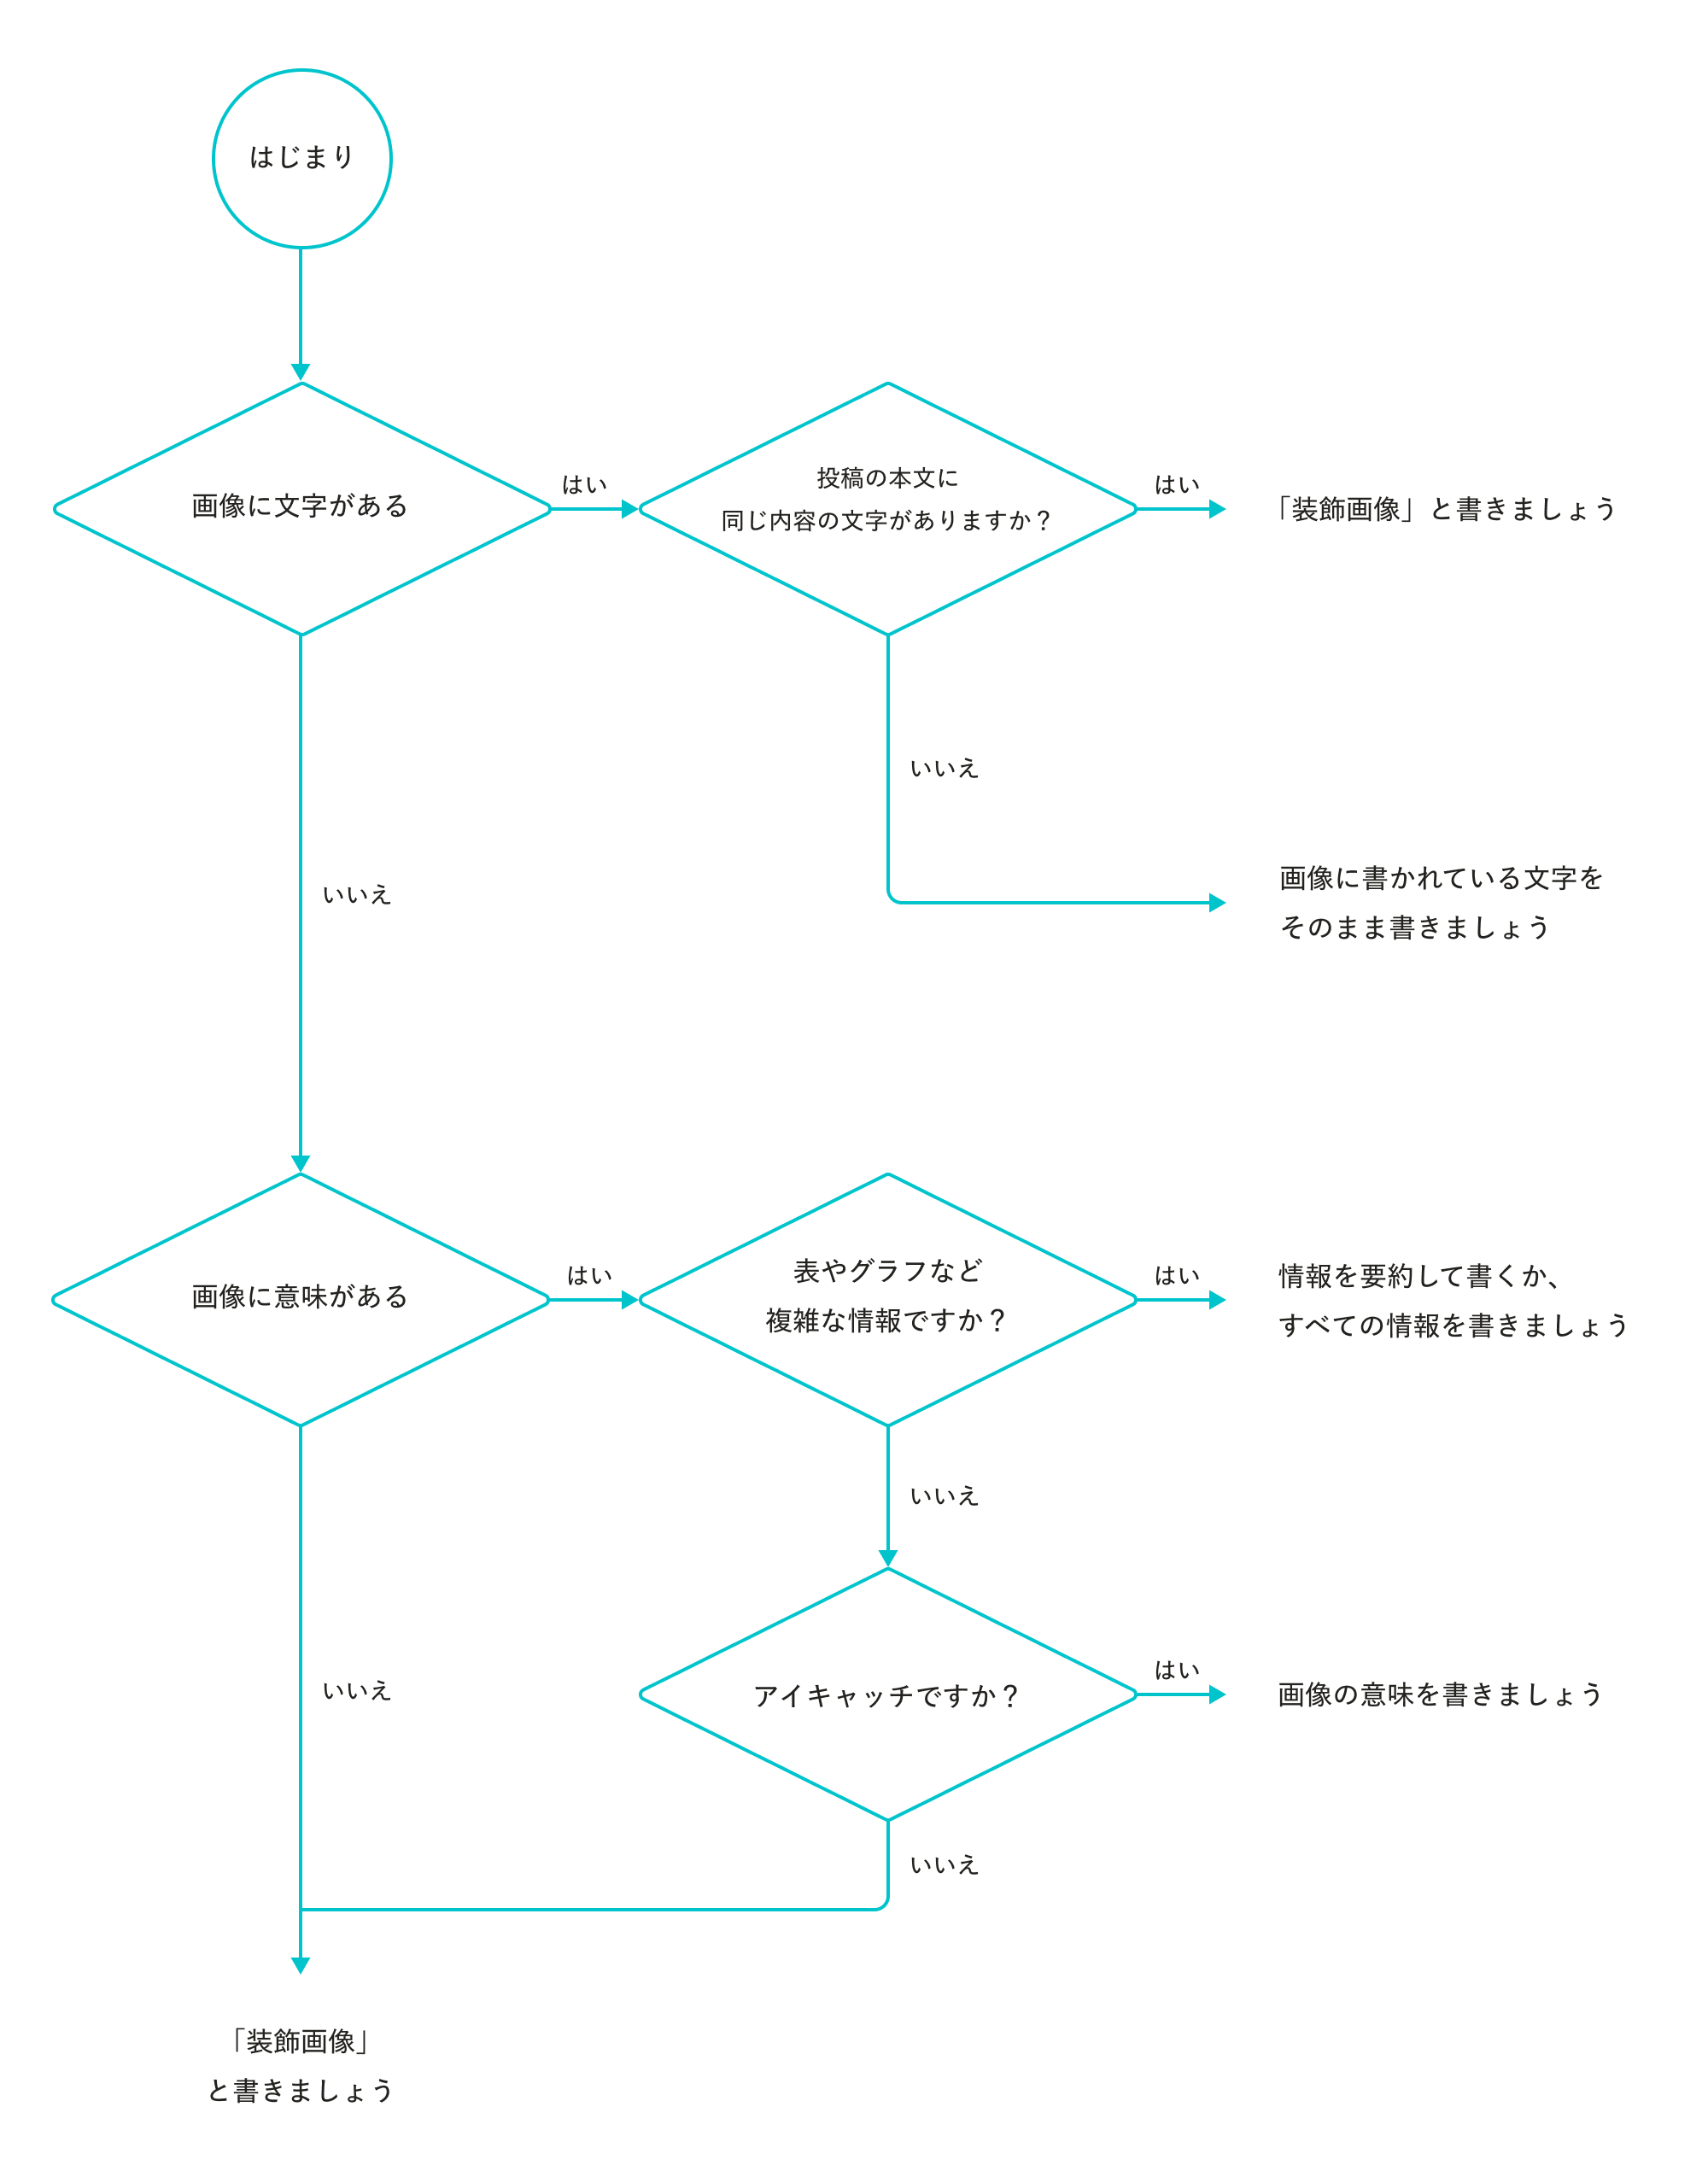 はじまり
画像に文字がある
はい
投稿の本文に
同じ内容の文字がありますか？
はい
「装飾画像」と書きましょう
いいえ
画像に書かれている文字を
そのまま書きましょう
いいえ
画像に意味がある
はい
表やグラフなど
複雑な情報ですか？
はい
情報を要約して書くか、
すべての情報を書きましょう
いいえ
アイキャッチですか？
はい
画像の意味を書きましょう
いいえ
いいえ
「装飾画像」
と書きましょう